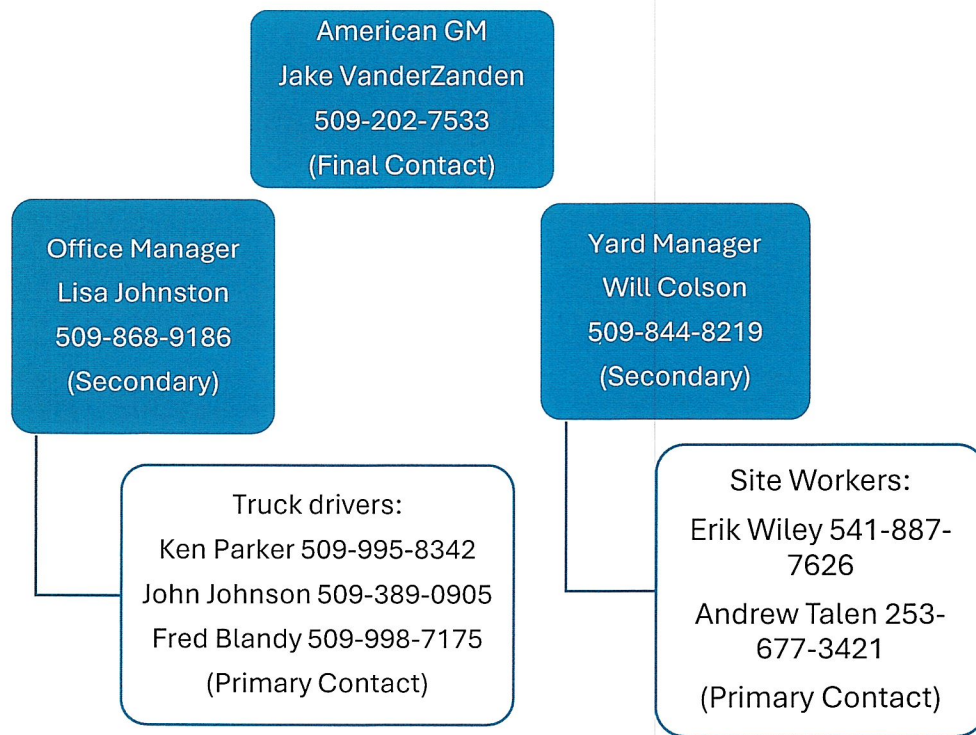 American GM
Jake VanderZanden
509-202-7533
(Final Contact)
Office Manager
Lisa Johnston
509-868-9186
(Secondary)
Yard Manager
Will Colson
509-844-8219
(Secondary)
Truck drivers:
Ken Parker 509-995-8342
John Johnson 509-389-0905
Fred Blandy 509-998-7175
(Primary Contact)
Site Workers:
Erik Wiley 541-887-
7626
Andrew Talen 253-
677-3421
(Primary Contact)